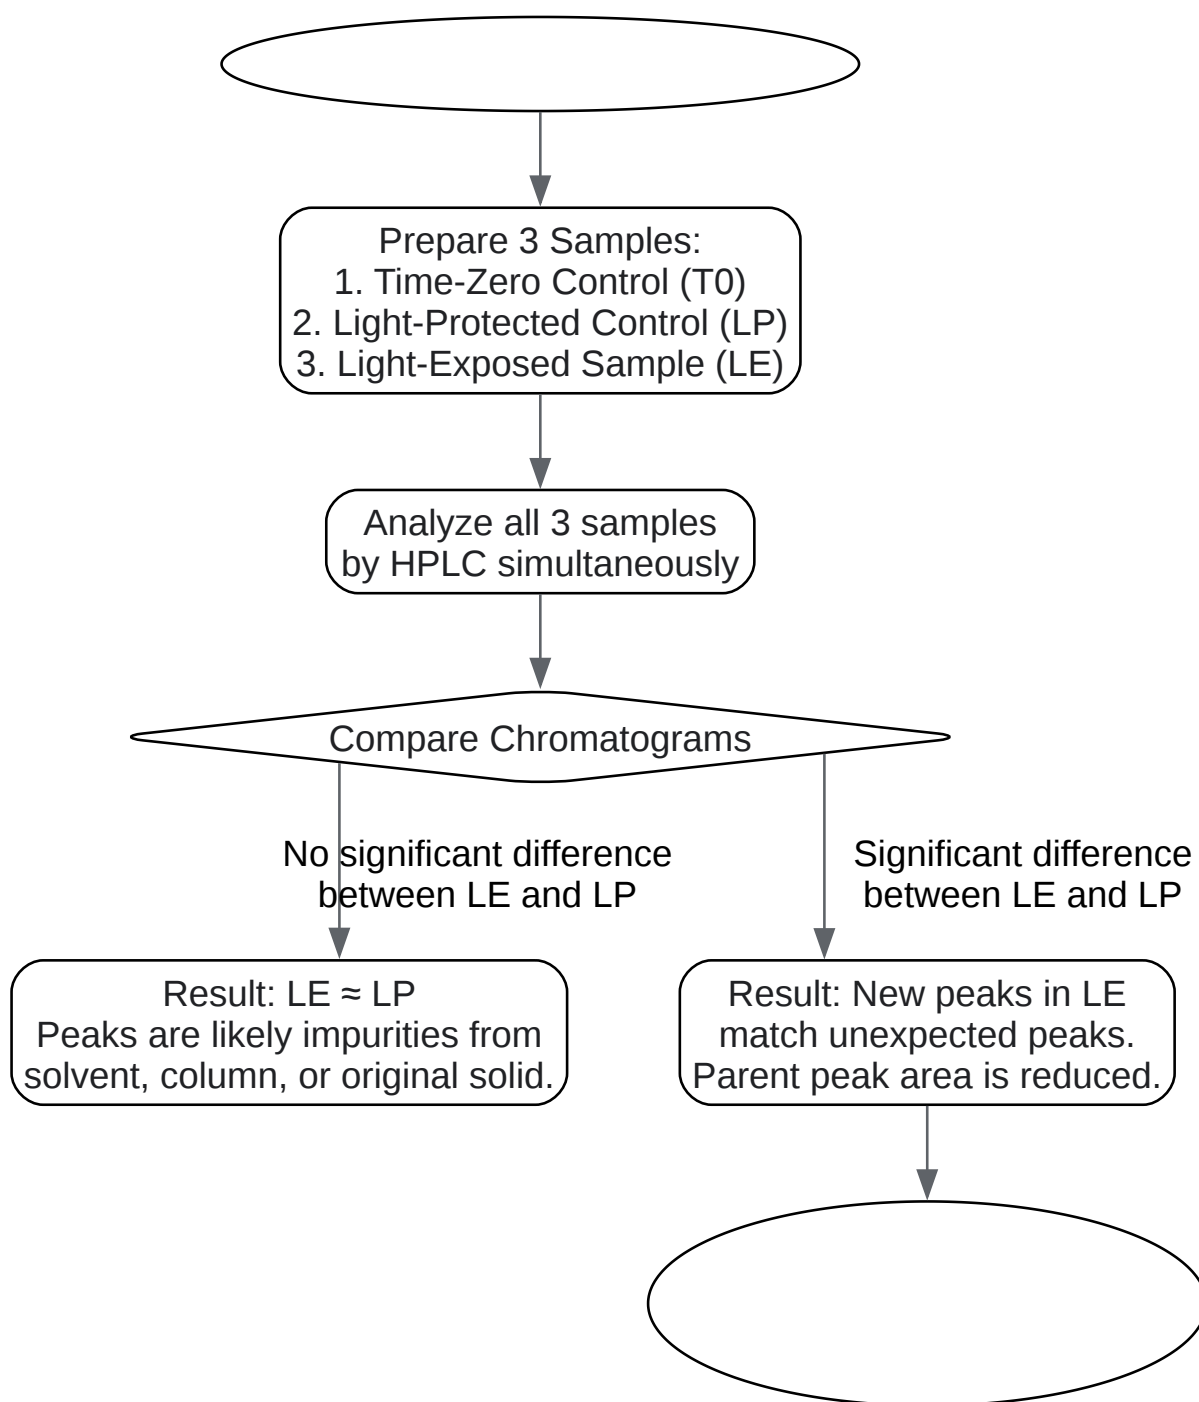 Prepare 3 Samples:
1. Time-Zero Control (T0)
2. Light-Protected Control (LP)
3. Light-Exposed Sample (LE)
Analyze all 3 samples
by HPLC simultaneously
Compare Chromatograms
No significant difference
between LE and LP
Significant difference
between LE and LP
Result: LE ≈ LP
Peaks are likely impurities from
solvent, column, or original solid.
Result: New peaks in LE
match unexpected peaks.
Parent peak area is reduced.